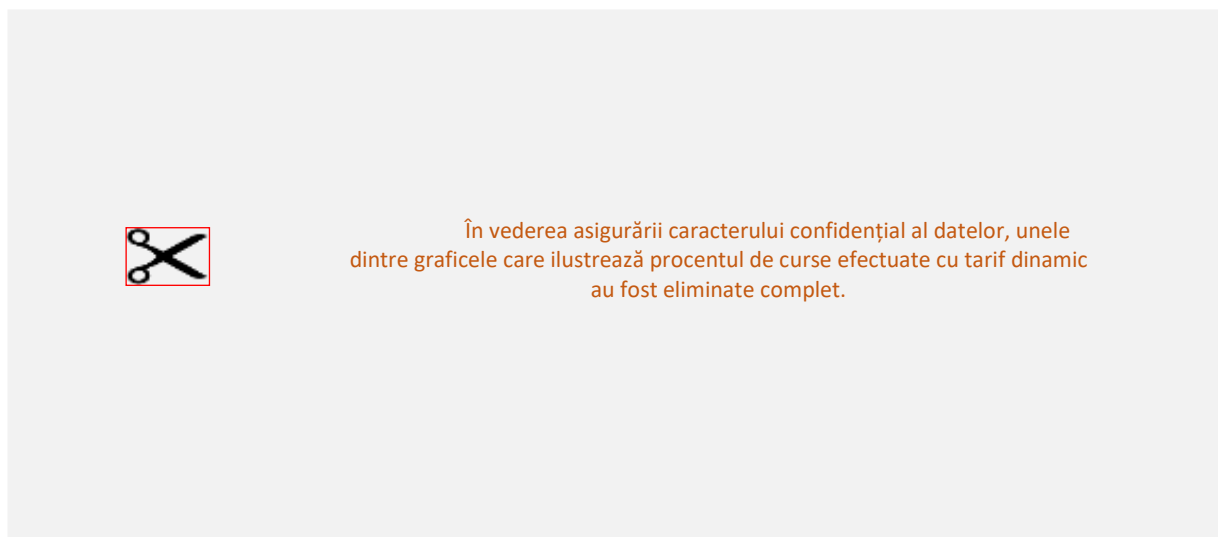 În vederea asigurării caracterului confidențial al datelor, unele
dintre graficele care ilustrează procentul de curse efectuate cu tarif dinamic
au fost eliminate complet.